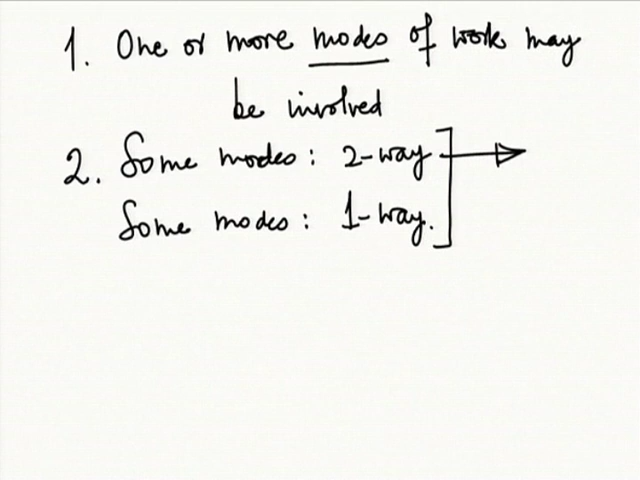 1. One or more modes of work may
be involved
2. Some modes: 2-way
Some modes: 1-way.